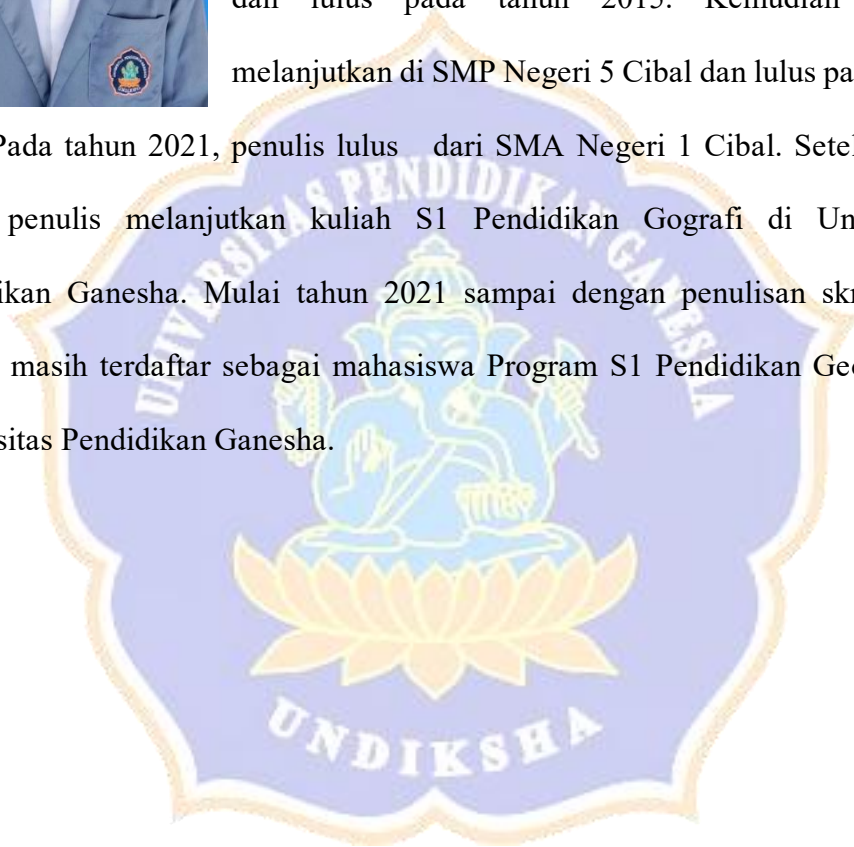 dan lulus pada tahun 2015. Kemudian
melanjutkan di SMP Negeri 5 Cibal dan lulus pa
Pada tahun 2021, penulis lulus dari SMA Negeri 1 Cibal. Setel
penulis melanjutkan kuliah S1 Pendidikan Gografi di Un
ikan Ganesha. Mulai tahun 2021 sampai dengan penulisan sk
masih terdaftar sebagai mahasiswa Program S1 Pendidikan Geo
sitas Pendidikan Ganesha.
UNIVERSITAS PENDIDIKAN GANESHA
UNDIKSHA